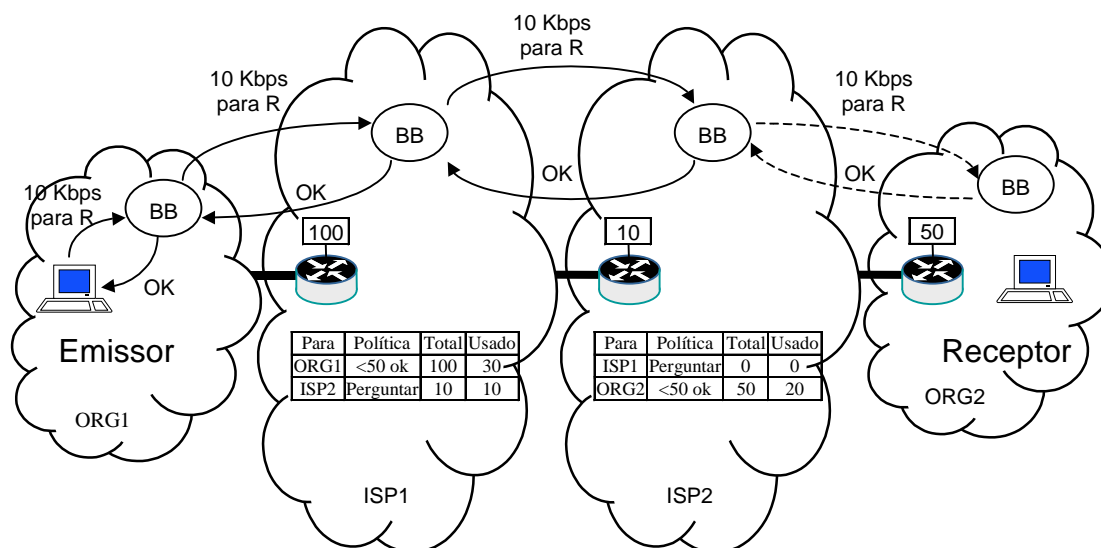 10 Kbps
para R
10 Kbps
para R
10 Kbps
para R
BB
BB
OK
OK
OK
BB
10 Kbps
para R
BB
100
10
50
OK
Emissor
Para Política Total Usado
ORG1 <50 ok 100 30
ISP2 Perguntar 10 10
Para Política Total Usado
ISP1 Perguntar 0 0
ORG2 <50 ok 50 20
Receptor
ORG1
ORG2
ISP1
ISP2